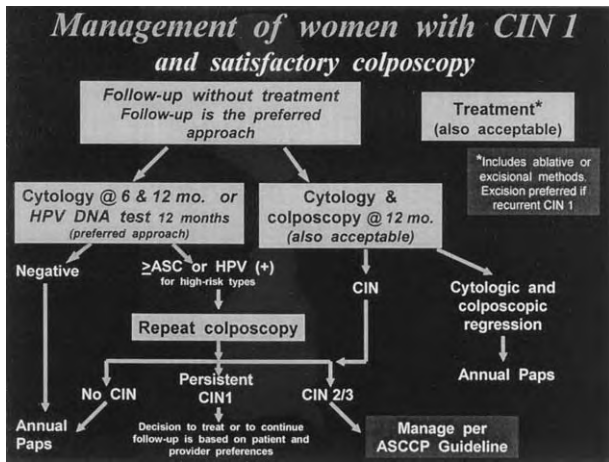 Management of women with CIN 1
and satisfactory colposcopy
Follow-up without treatment
Follow-up is the preferred
approach
Treatment*
(also acceptable)
*Includes ablative or
excisional methods.
Excision preferred if
recurrent CIN 1
Cytology @ 6 & 12 mo. or
HPV DNA test 12 months
(preferred approach)
Cytology &
colposcopy @ 12 mo.
(also acceptable)
Negative
≥ASC or HPV (+)
for high-risk types
CIN
Cytologic and
colposcopic
regression
Repeat colposcopy
Annual Paps
No CIN
Persistent
CIN1
CIN 2/3
Annual
Paps
Decision to treat or to continue
follow-up is based on patient and
provider preferences
Manage per
ASCCP Guideline